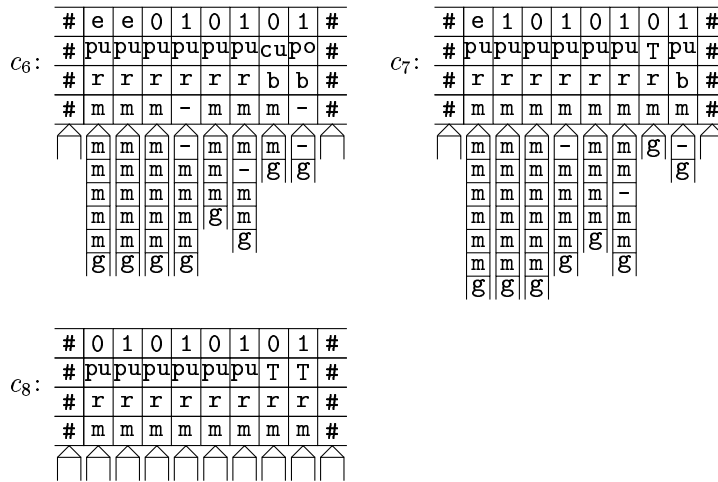 c₆:
# e e 0 1 0 1 0 1 #
# pu pu pu pu pu pu cu po #
# r r r r r r b b #
# m m m - m m m - #
m m m - m - m -
m m m m m - g g
m m m m m m
m m m m g m
m m m m g
g g g g
c₇:
# e 1 0 1 0 1 0 1 #
# pu pu pu pu pu pu T pu #
# r r r r r r r b #
# m m m m m m m m #
m m m - m m g -
m m m m m m g
m m m m m -
m m m m m m
m m m m g m
m m m g g
g g g
c₈:
# 0 1 0 1 0 1 0 1 #
# pu pu pu pu pu pu T T #
# r r r r r r r r #
# m m m m m m m m #